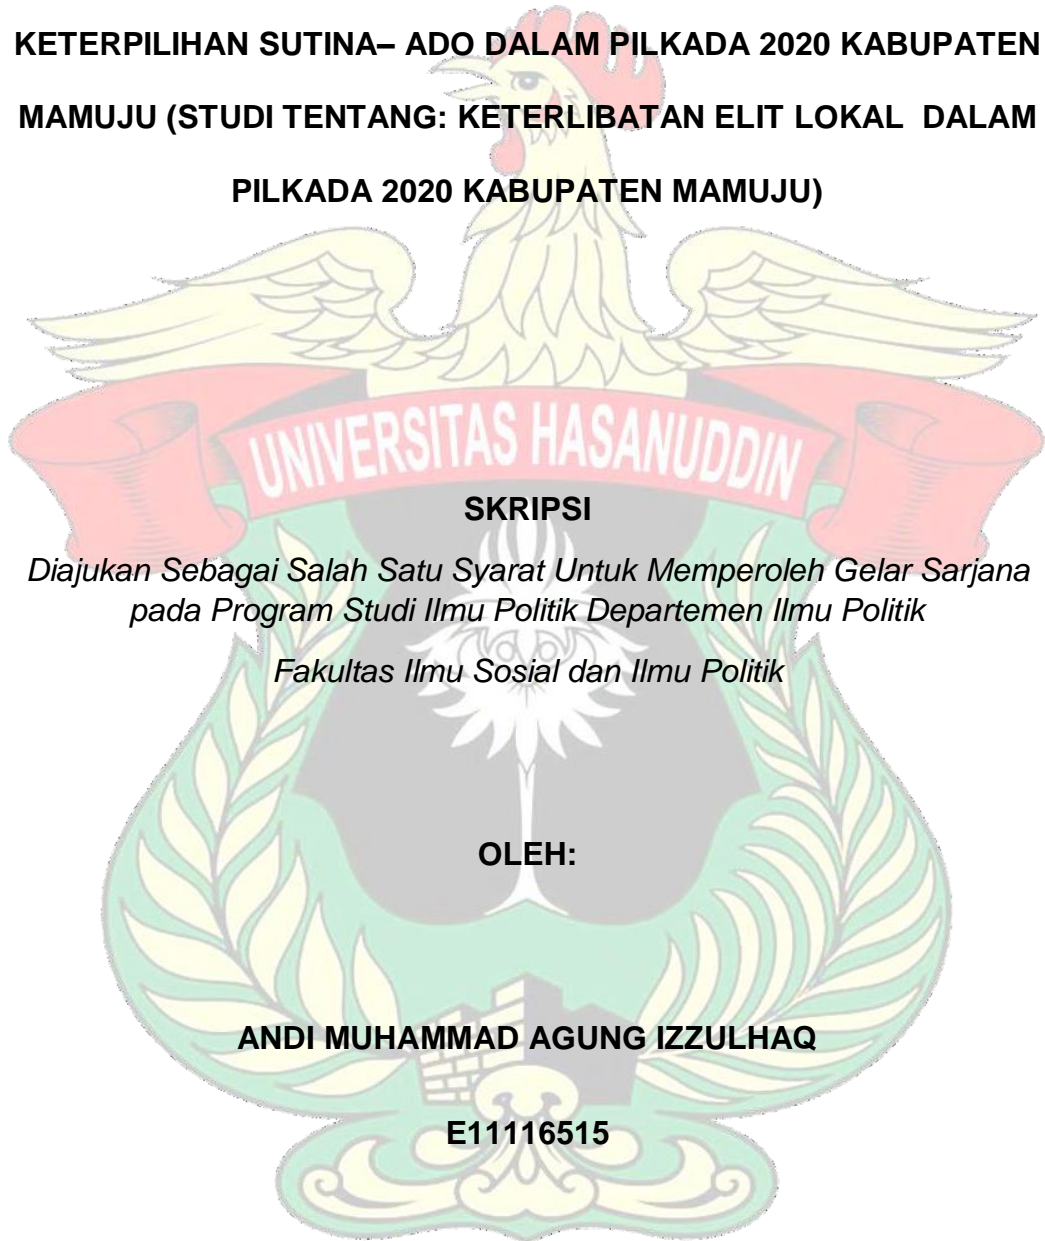 KETERPILIHAN SUTINA– ADO DALAM PILKADA 2020 KABUPATEN
MAMUJU (STUDI TENTANG: KETERLIBATAN ELIT LOKAL DALAM
PILKADA 2020 KABUPATEN MAMUJU)
UNIVERSITAS HASANUDDIN
SKRIPSI
Diajukan Sebagai Salah Satu Syarat Untuk Memperoleh Gelar Sarjana
pada Program Studi Ilmu Politik Departemen Ilmu Politik
Fakultas Ilmu Sosial dan Ilmu Politik
OLEH:
ANDI MUHAMMAD AGUNG IZZULHAQ
E11116515